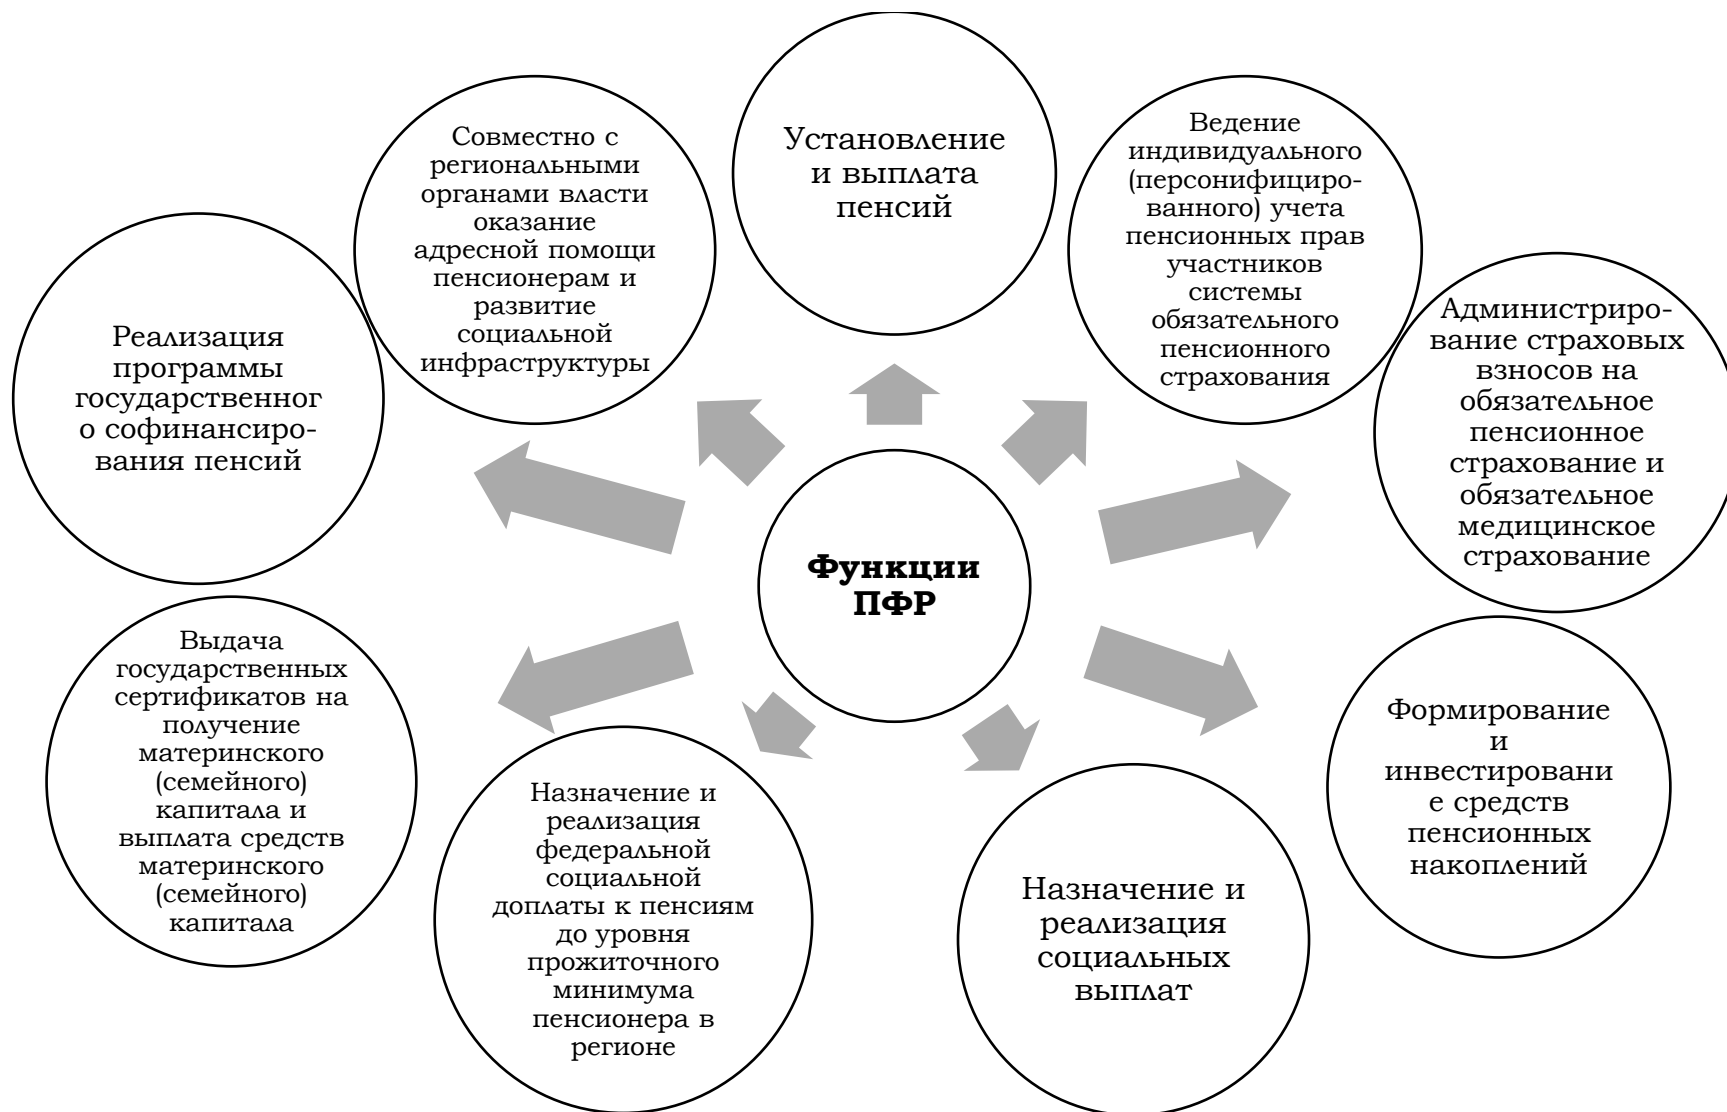 Установление
и выплата
пенсий
Ведение
индивидуального
(персонифициро-
ванного) учета
пенсионных прав
участников
системы
обязательного
пенсионного
страхования
Администриро-
вание страховых
взносов на
обязательное
пенсионное
страхование и
обязательное
медицинское
страхование
Формирование
и
инвестировани
е средств
пенсионных
накоплений
Назначение и
реализация
социальных
выплат
Назначение и
реализация
федеральной
социальной
доплаты к пенсиям
до уровня
прожиточного
минимума
пенсионера в
регионе
Выдача
государственных
сертификатов на
получение
материнского
(семейного)
капитала и
выплата средств
материнского
(семейного)
капитала
Реализация
программы
государственног
о софинансиро-
вания пенсий
Совместно с
региональными
органами власти
оказание
адресной помощи
пенсионерам и
развитие
социальной
инфраструктуры
Функции
ПФР